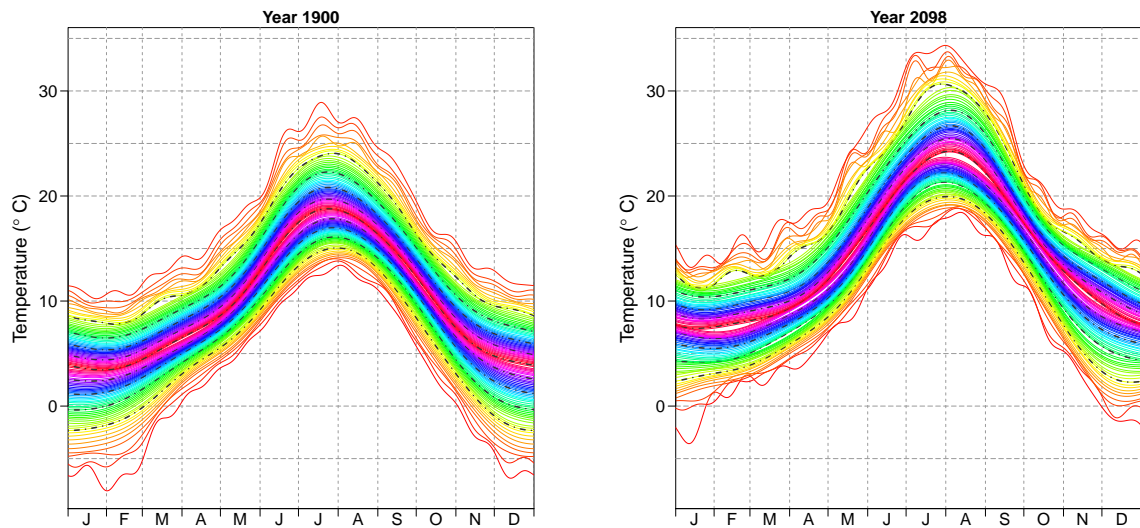 Year 1900
Temperature (° C)
30
20
10
0
J F M A M J J A S O N D
Year 2098
Temperature (° C)
30
20
10
0
J F M A M J J A S O N D